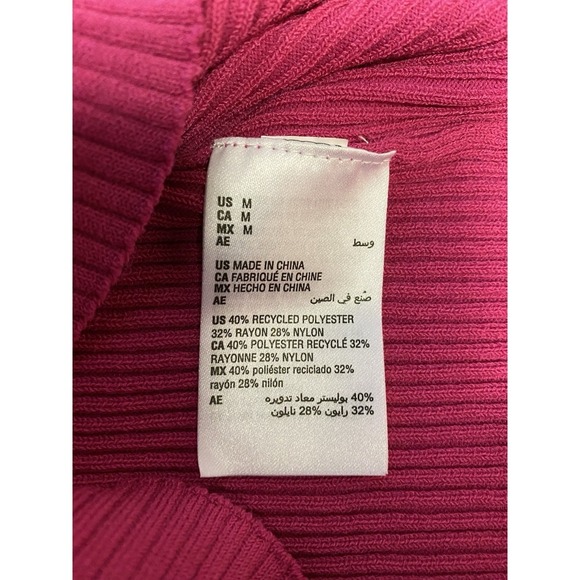 US M
CA M
MX M
AE وسط
US MADE IN CHINA
CA FABRIQUÉ EN CHINE
MX HECHO EN CHINA
AE صُنع في الصين
US 40% RECYCLED POLYESTER
32% RAYON 28% NYLON
CA 40% POLYESTER RECYCLÉ 32%
RAYONNE 28% NYLON
MX 40% poliéster reciclado 32%
rayón 28% nilón
AE 40% بوليستر معاد تدويره
32% رايون 28% نايلون